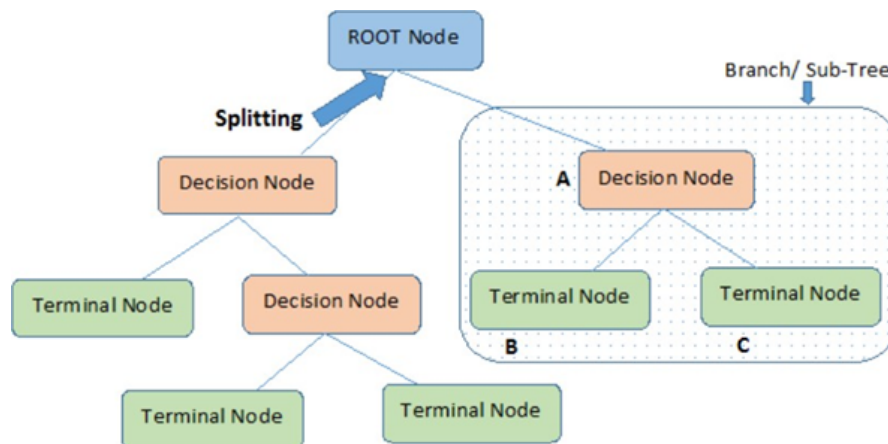 ROOT Node
Branch/ Sub-Tree
Splitting
Decision Node
A
Decision Node
Terminal Node
Decision Node
Terminal Node
Terminal Node
B
C
Terminal Node
Terminal Node